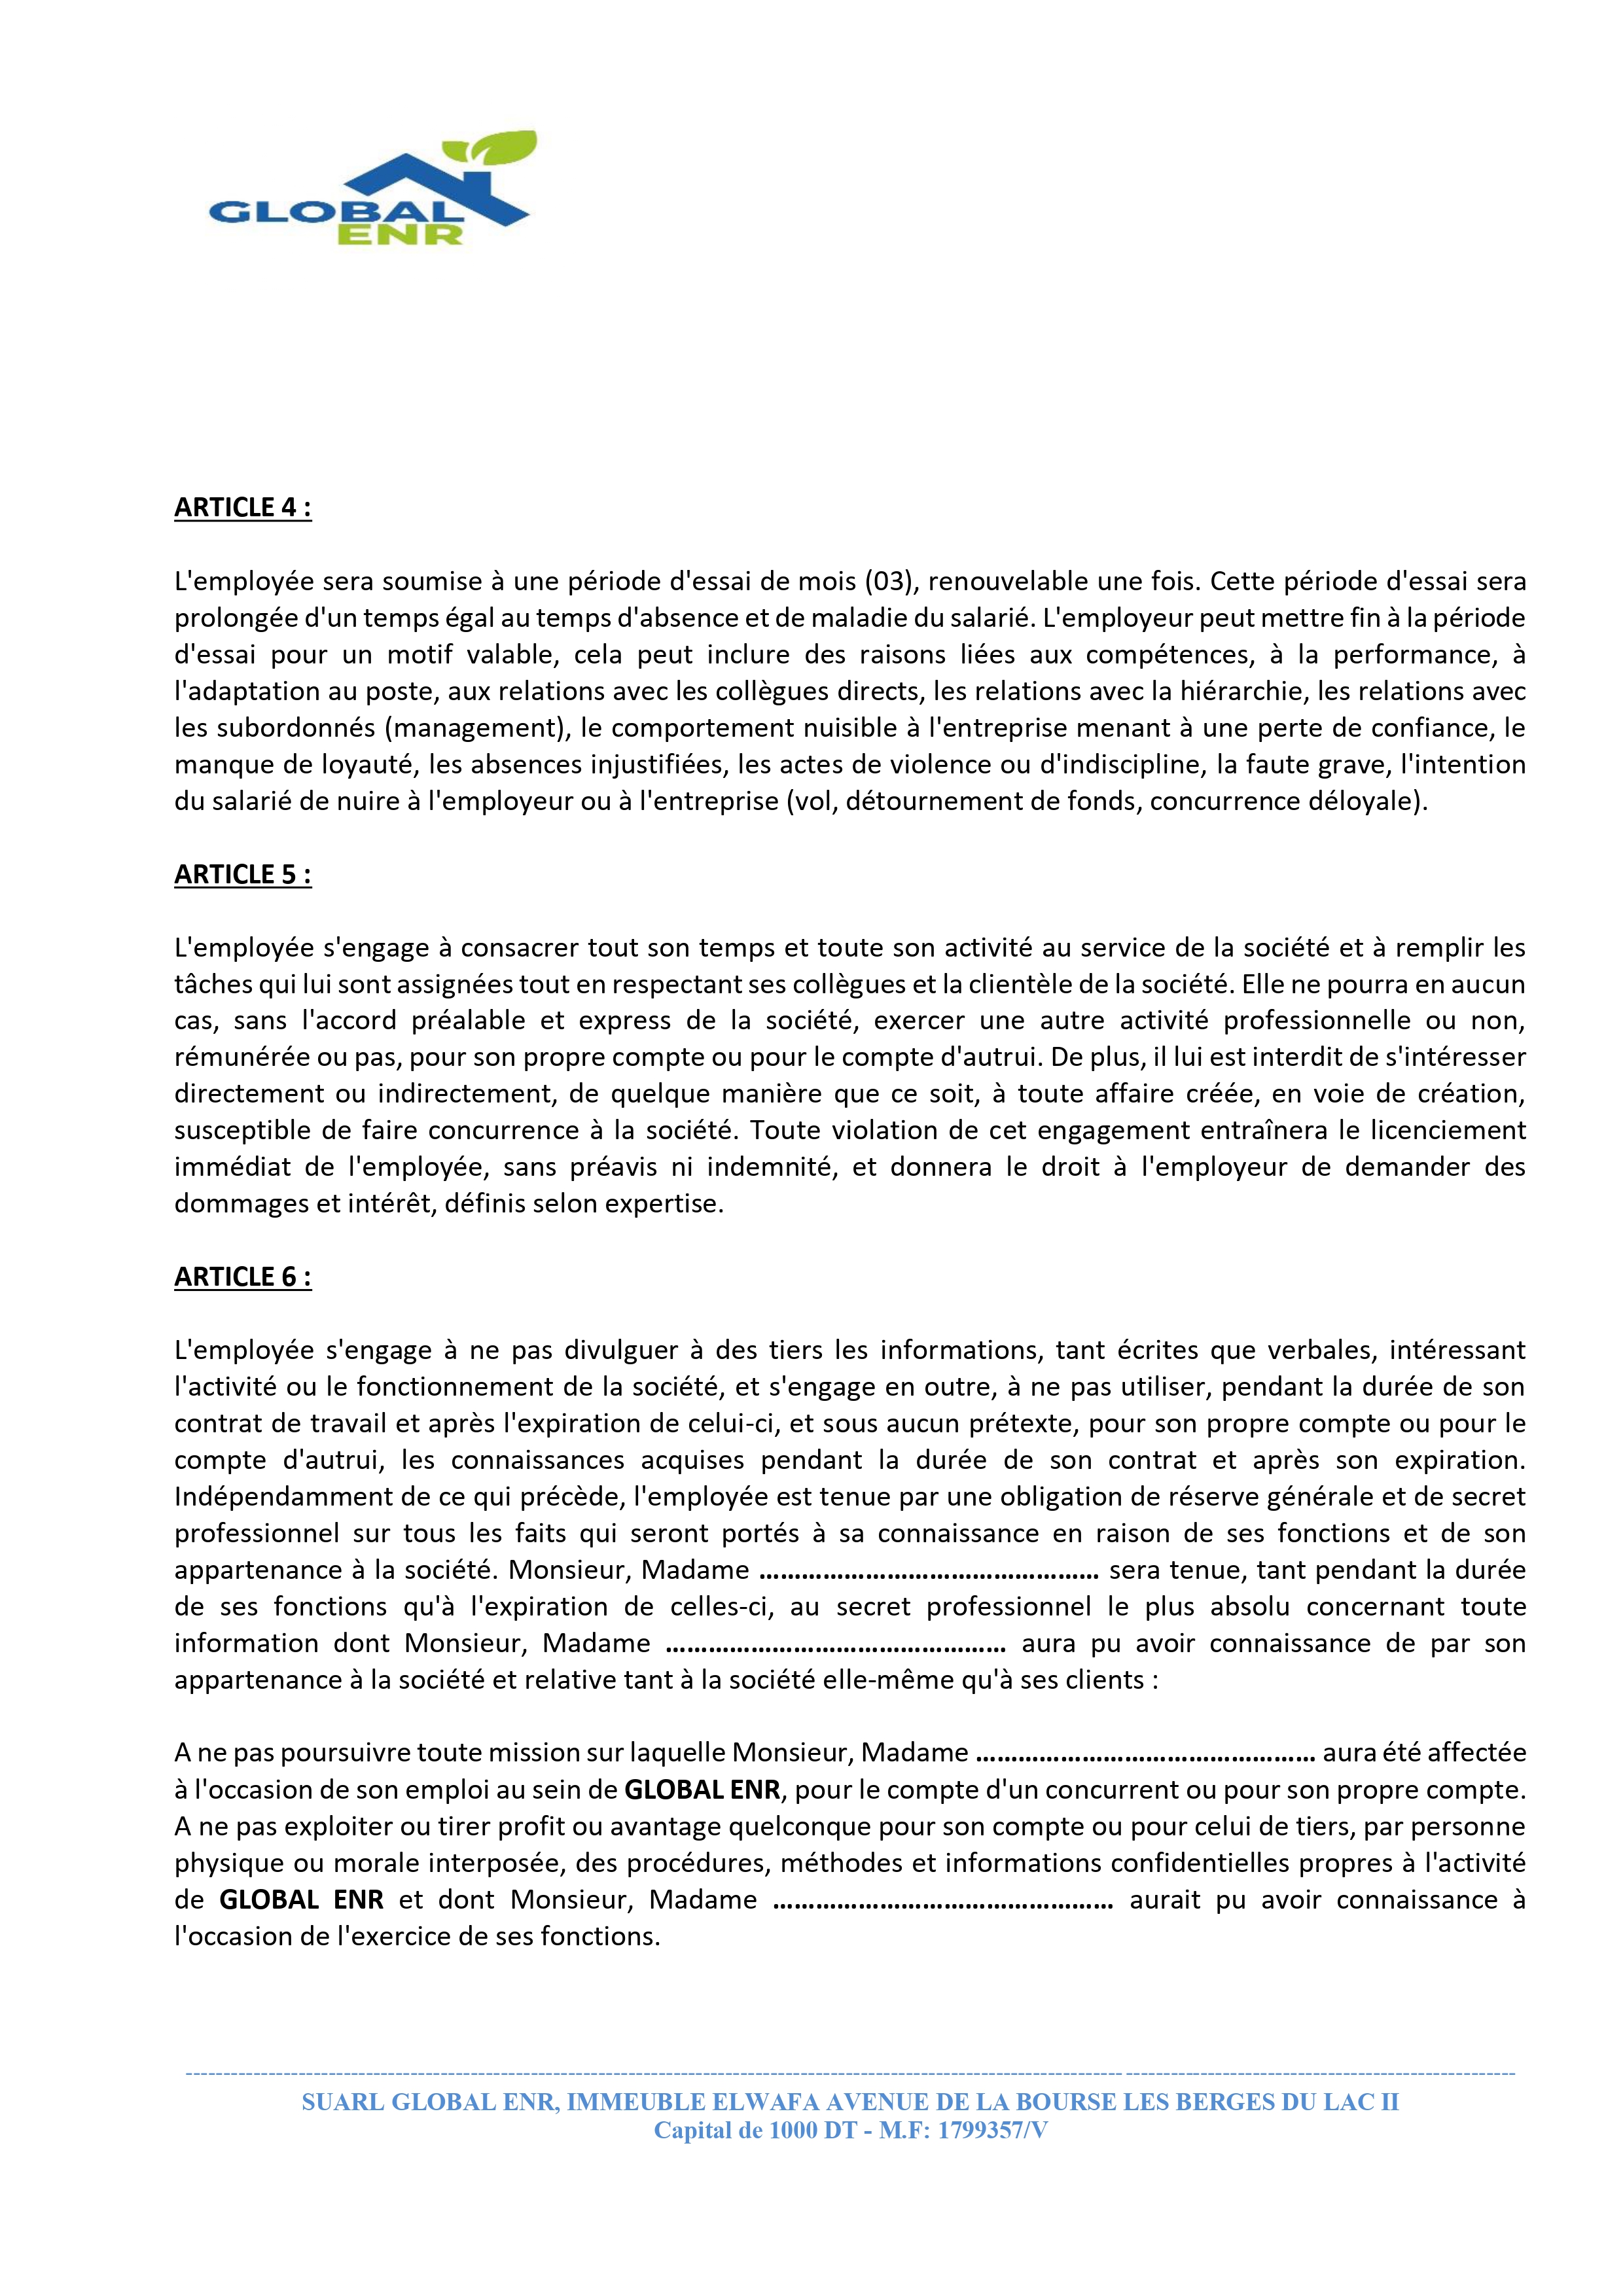 GLOBAL
ENR
ARTICLE 4 :
L'employée sera soumise à une période d'essai de mois (03), renouvelable une fois. Cette période d'essai sera
prolongée d'un temps égal au temps d'absence et de maladie du salarié. L'employeur peut mettre fin à la période
d'essai pour un motif valable, cela peut inclure des raisons liées aux compétences, à la performance, à
l'adaptation au poste, aux relations avec les collègues directs, les relations avec la hiérarchie, les relations avec
les subordonnés (management), le comportement nuisible à l'entreprise menant à une perte de confiance, le
manque de loyauté, les absences injustifiées, les actes de violence ou d'indiscipline, la faute grave, l'intention
du salarié de nuire à l'employeur ou à l'entreprise (vol, détournement de fonds, concurrence déloyale).
ARTICLE 5 :
L'employée s'engage à consacrer tout son temps et toute son activité au service de la société et à remplir les
tâches qui lui sont assignées tout en respectant ses collègues et la clientèle de la société. Elle ne pourra en aucun
cas, sans l'accord préalable et express de la société, exercer une autre activité professionnelle ou non,
rémunérée ou pas, pour son propre compte ou pour le compte d'autrui. De plus, il lui est interdit de s'intéresser
directement ou indirectement, de quelque manière que ce soit, à toute affaire créée, en voie de création,
susceptible de faire concurrence à la société. Toute violation de cet engagement entraînera le licenciement
immédiat de l'employée, sans préavis ni indemnité, et donnera le droit à l'employeur de demander des
dommages et intérêt, définis selon expertise.
ARTICLE 6 :
L'employée s'engage à ne pas divulguer à des tiers les informations, tant écrites que verbales, intéressant
l'activité ou le fonctionnement de la société, et s'engage en outre, à ne pas utiliser, pendant la durée de son
contrat de travail et après l'expiration de celui-ci, et sous aucun prétexte, pour son propre compte ou pour le
compte d'autrui, les connaissances acquises pendant la durée de son contrat et après son expiration.
Indépendamment de ce qui précède, l'employée est tenue par une obligation de réserve générale et de secret
professionnel sur tous les faits qui seront portés à sa connaissance en raison de ses fonctions et de son
appartenance à la société. Monsieur, Madame ………………………………………… sera tenue, tant pendant la durée
de ses fonctions qu'à l'expiration de celles-ci, au secret professionnel le plus absolu concernant toute
information dont Monsieur, Madame ………………………………………… aura pu avoir connaissance de par son
appartenance à la société et relative tant à la société elle-même qu'à ses clients :
A ne pas poursuivre toute mission sur laquelle Monsieur, Madame ………………………………………… aura été affectée
à l'occasion de son emploi au sein de GLOBAL ENR, pour le compte d'un concurrent ou pour son propre compte.
A ne pas exploiter ou tirer profit ou avantage quelconque pour son compte ou pour celui de tiers, par personne
physique ou morale interposée, des procédures, méthodes et informations confidentielles propres à l'activité
de GLOBAL ENR et dont Monsieur, Madame ………………………………………… aurait pu avoir connaissance à
l'occasion de l'exercice de ses fonctions.
SUARL GLOBAL ENR, IMMEUBLE ELWAFA AVENUE DE LA BOURSE LES BERGES DU LAC II
Capital de 1000 DT - M.F: 1799357/V